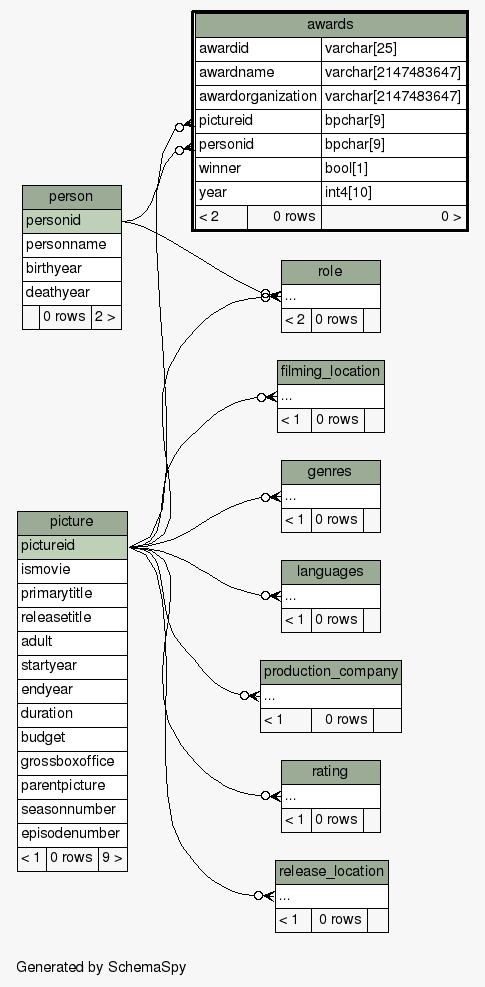 awards
awardid varchar[25]
awardname varchar[2147483647]
awardorganization varchar[2147483647]
pictureid bpchar[9]
personid bpchar[9]
winner bool[1]
year int4[10]
< 2 0 rows 0 >
person
personid
personname
birthyear
deathyear
0 rows 2 >
role
...
< 2 0 rows
filming_location
...
< 1 0 rows
genres
...
< 1 0 rows
picture
pictureid
ismovie
primarytitle
releasetitle
adult
startyear
endyear
duration
budget
grossboxoffice
parentpicture
seasonnumber
episodenumber
< 1 0 rows 9 >
languages
...
< 1 0 rows
production_company
...
< 1 0 rows
rating
...
< 1 0 rows
release_location
...
< 1 0 rows
Generated by SchemaSpy